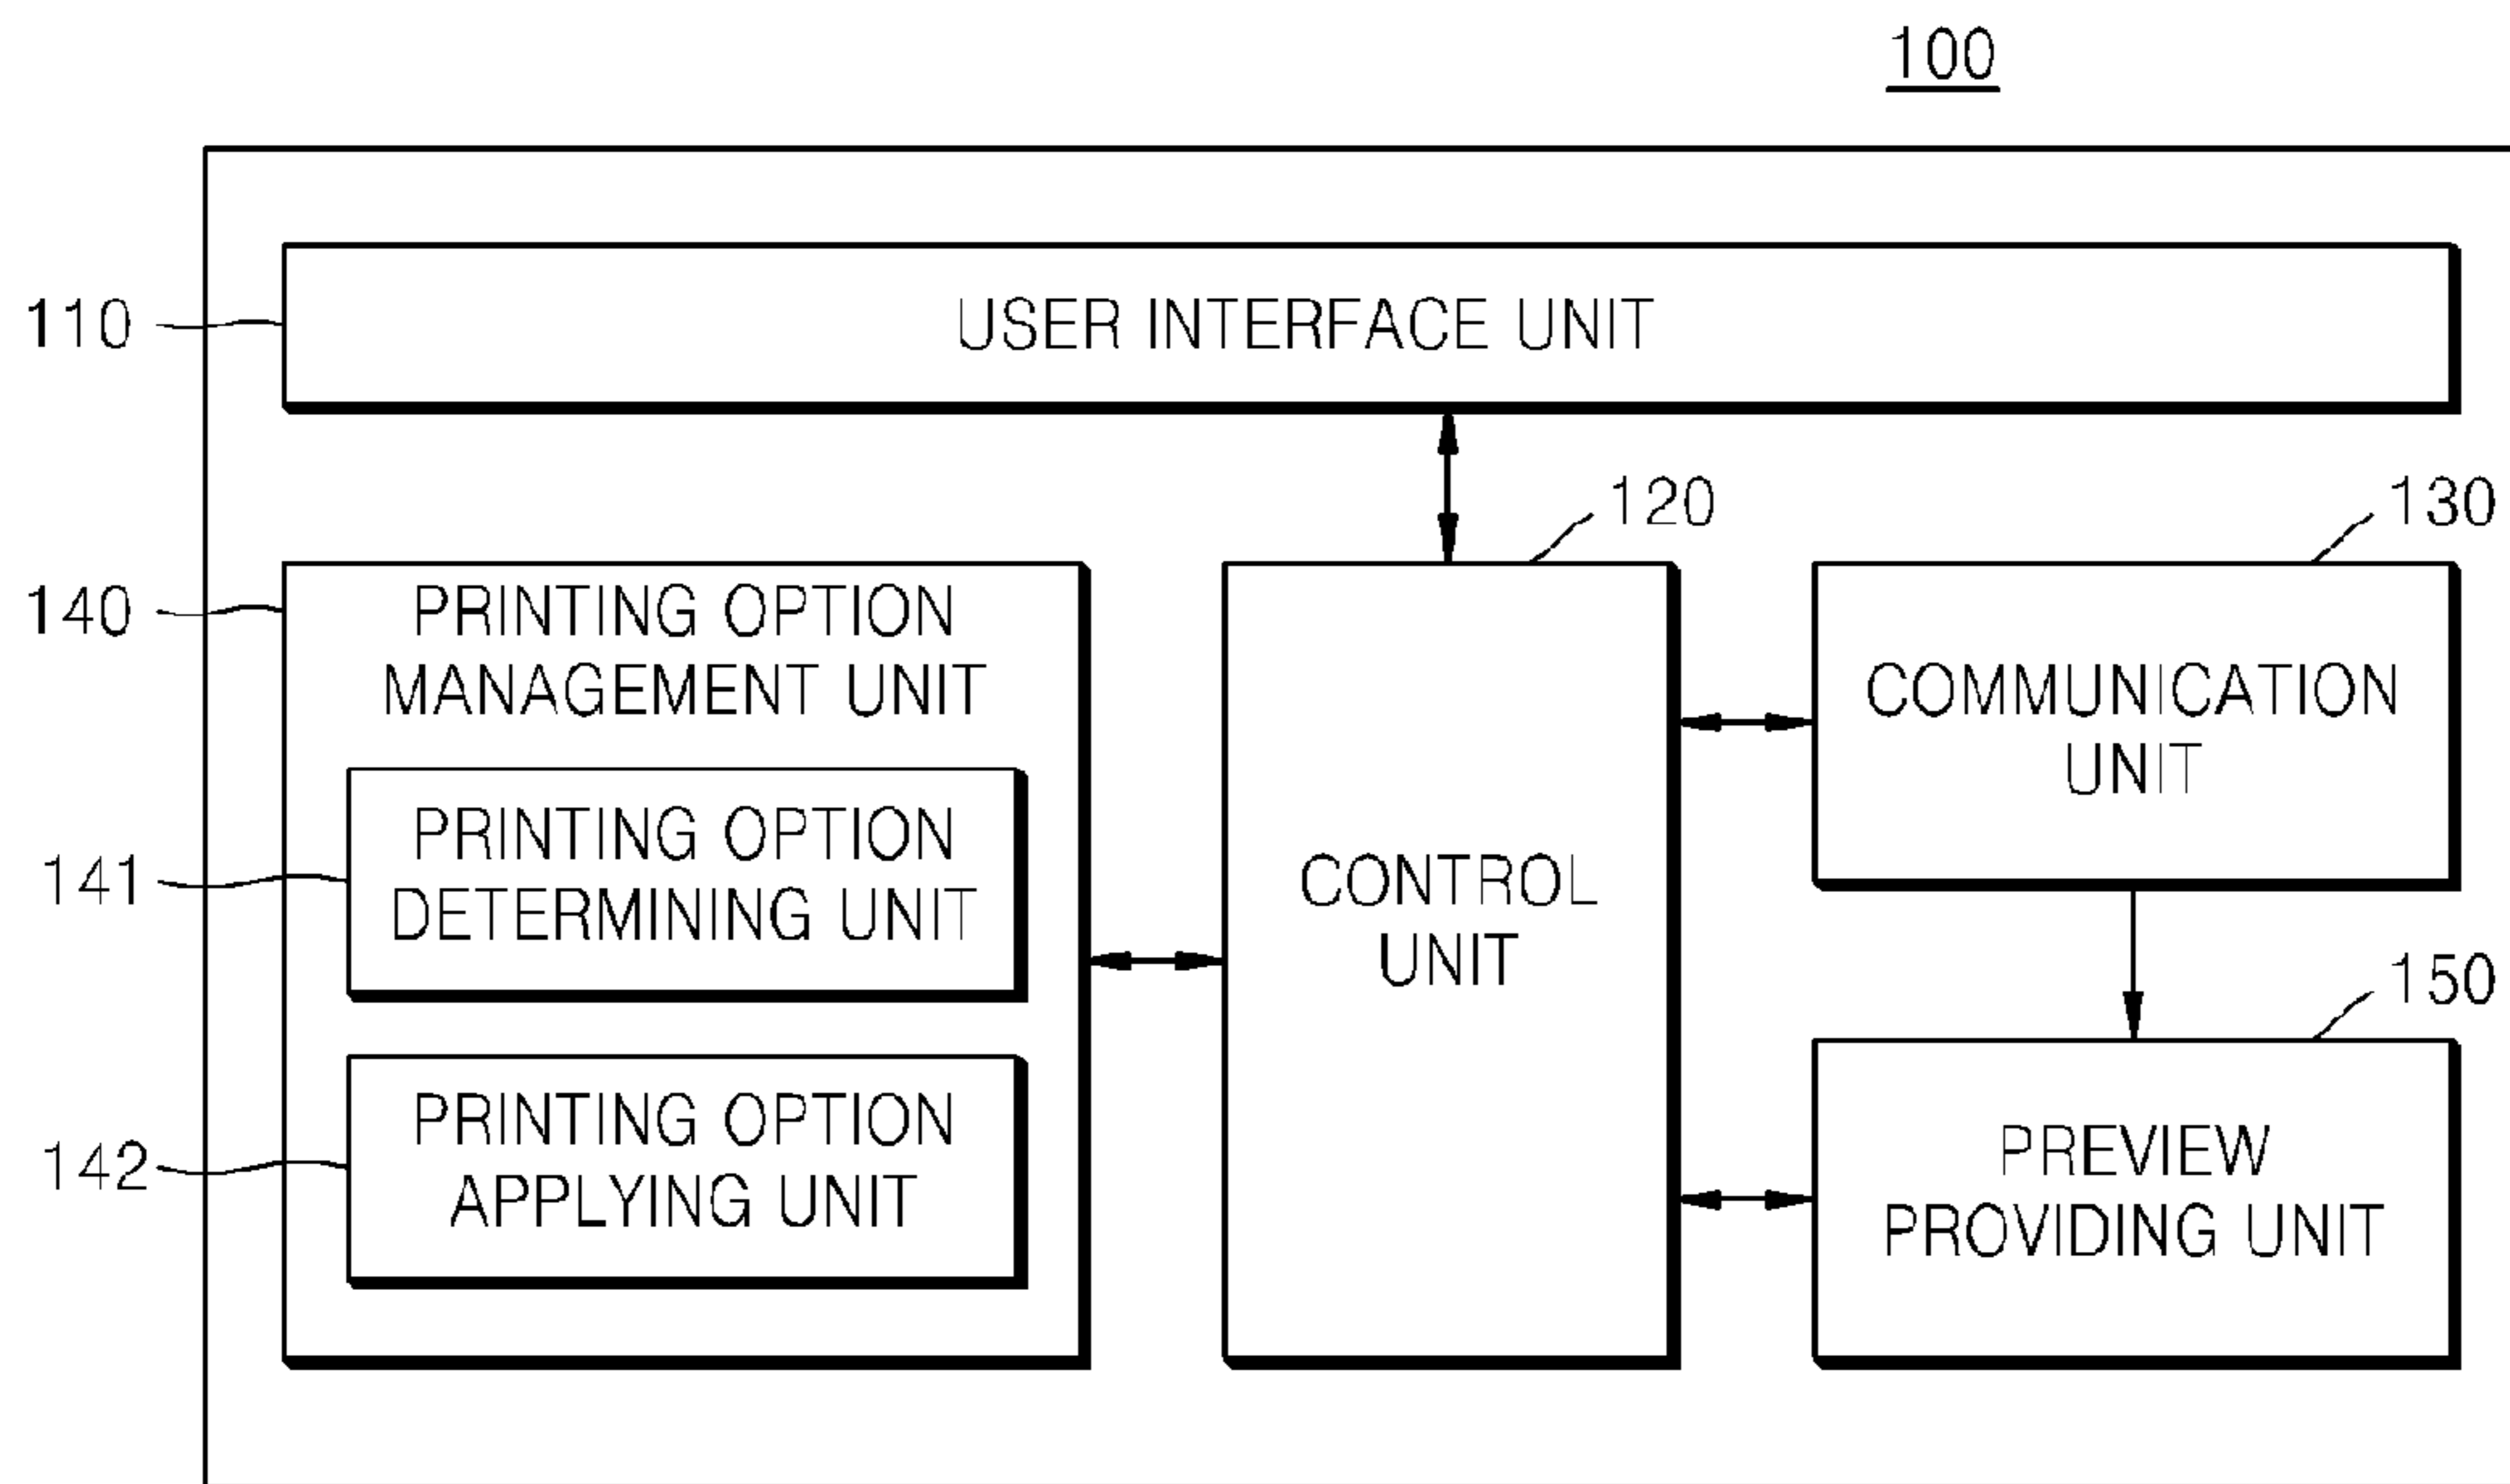 100
110
USER INTERFACE UNIT
120
130
140
PRINTING OPTION
MANAGEMENT UNIT
COMMUNICATION
UNIT
141
PRINTING OPTION
DETERMINING UNIT
CONTROL
UNIT
150
142
PRINTING OPTION
APPLYING UNIT
PREVIEW
PROVIDING UNIT